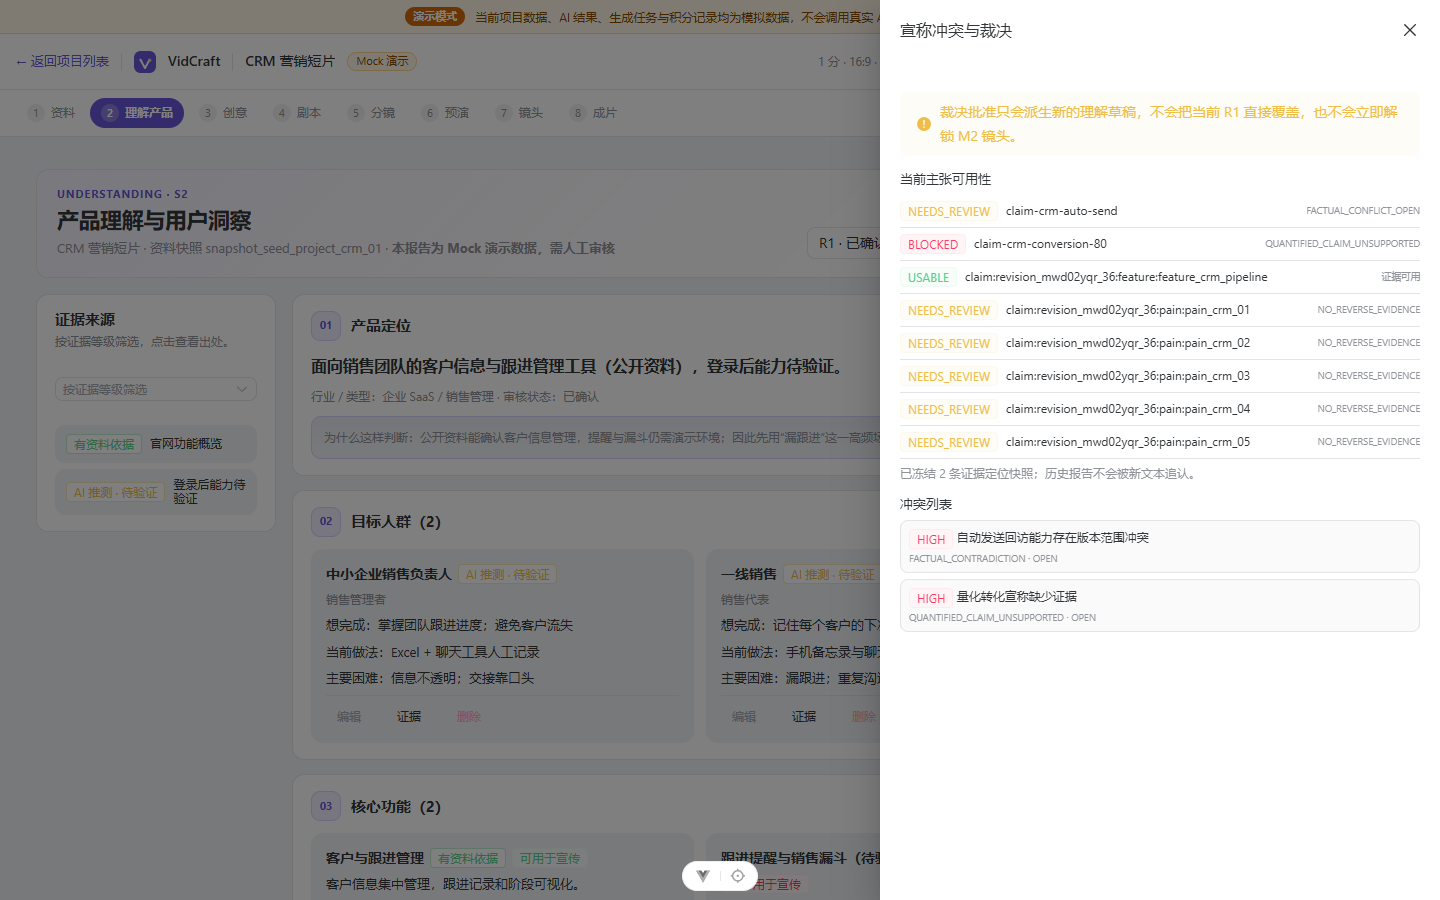 演示模式 当前项目数据、AI 结果、生成任务与积分记录均为模拟数据，不会调用真实
← 返回项目列表 VidCraft CRM 营销短片 Mock 演示 1 分 · 16:9 ·
1 资料 2 理解产品 3 创意 4 剧本 5 分镜 6 预演 7 镜头 8 成片
UNDERSTANDING · S2
产品理解与用户洞察
CRM 营销短片 · 资料快照 snapshot_seed_project_crm_01 · 本报告为 Mock 演示数据，需人工审核
R1 · 已确认
证据来源
按证据等级筛选，点击查看出处。
按证据等级筛选
有资料依据 官网功能概览
AI 推测 · 待验证 登录后能力待
验证
01 产品定位
面向销售团队的客户信息与跟进管理工具（公开资料），登录后能力待验证。
行业 / 类型：企业 SaaS / 销售管理 · 审核状态：已确认
为什么这样判断：公开资料能确认客户信息管理，提醒与漏斗仍需演示环境；因此先用“漏跟进”这一高频场
02 目标人群（2）
中小企业销售负责人 AI 推测 · 待验证
销售管理者
想完成：掌握团队跟进进度；避免客户流失
当前做法：Excel + 聊天工具人工记录
主要困难：信息不透明；交接靠口头
编辑 证据 删除
一线销售 AI 推测 · 待验证
销售代表
想完成：记住每个客户的下
当前做法：手机备忘录与聊
主要困难：漏跟进；重复沟
编辑 证据 删除
03 核心功能（2）
客户与跟进管理 有资料依据 可用于宣传
客户信息集中管理，跟进记录和阶段可视化。
跟进提醒与销售漏斗（待验
用于宣传
宣称冲突与裁决
裁决批准只会派生新的理解草稿，不会把当前 R1 直接覆盖，也不会立即解
锁 M2 镜头。
当前主张可用性
NEEDS_REVIEW claim-crm-auto-send FACTUAL_CONFLICT_OPEN
BLOCKED claim-crm-conversion-80 QUANTIFIED_CLAIM_UNSUPPORTED
USABLE claim:revision_mwd02yqr_36:feature:feature_crm_pipeline 证据可用
NEEDS_REVIEW claim:revision_mwd02yqr_36:pain:pain_crm_01 NO_REVERSE_EVIDENCE
NEEDS_REVIEW claim:revision_mwd02yqr_36:pain:pain_crm_02 NO_REVERSE_EVIDENCE
NEEDS_REVIEW claim:revision_mwd02yqr_36:pain:pain_crm_03 NO_REVERSE_EVIDENCE
NEEDS_REVIEW claim:revision_mwd02yqr_36:pain:pain_crm_04 NO_REVERSE_EVIDENCE
NEEDS_REVIEW claim:revision_mwd02yqr_36:pain:pain_crm_05 NO_REVERSE_EVIDENCE
已冻结 2 条证据定位快照；历史报告不会被新文本追认。
冲突列表
HIGH 自动发送回访能力存在版本范围冲突
FACTUAL_CONTRADICTION · OPEN
HIGH 量化转化宣称缺少证据
QUANTIFIED_CLAIM_UNSUPPORTED · OPEN